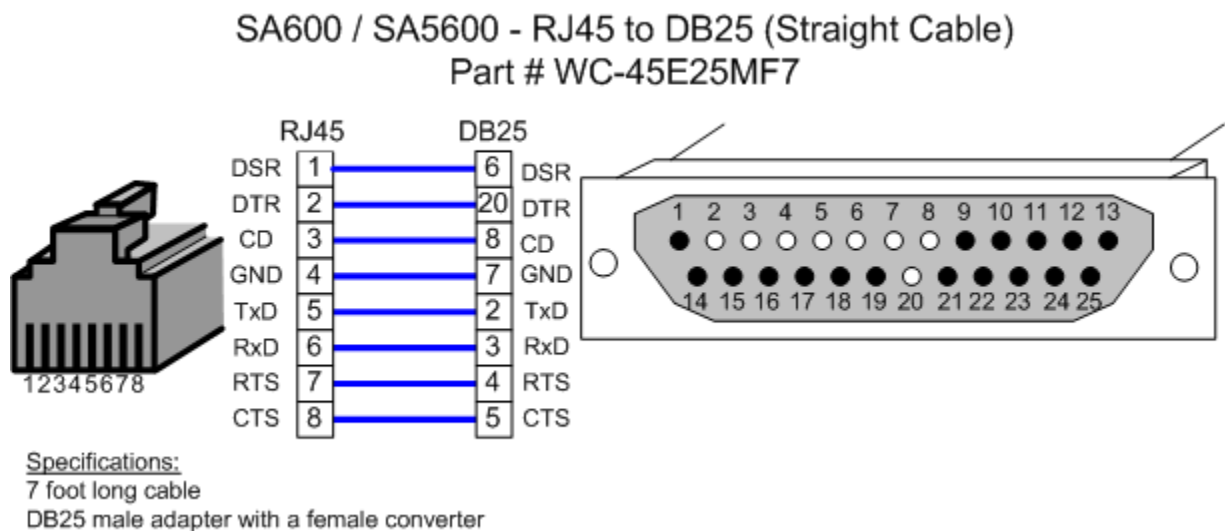 SA600 / SA5600 - RJ45 to DB25 (Straight Cable)
Part # WC-45E25MF7
RJ45 DB25
DSR 1 6 DSR
DTR 2 20 DTR
CD 3 8 CD
GND 4 7 GND
TxD 5 2 TxD
RxD 6 3 RxD
RTS 7 4 RTS
CTS 8 5 CTS
12345678
1 2 3 4 5 6 7 8 9 10 11 12 13
14 15 16 17 18 19 20 21 22 23 24 25
Specifications:
7 foot long cable
DB25 male adapter with a female converter